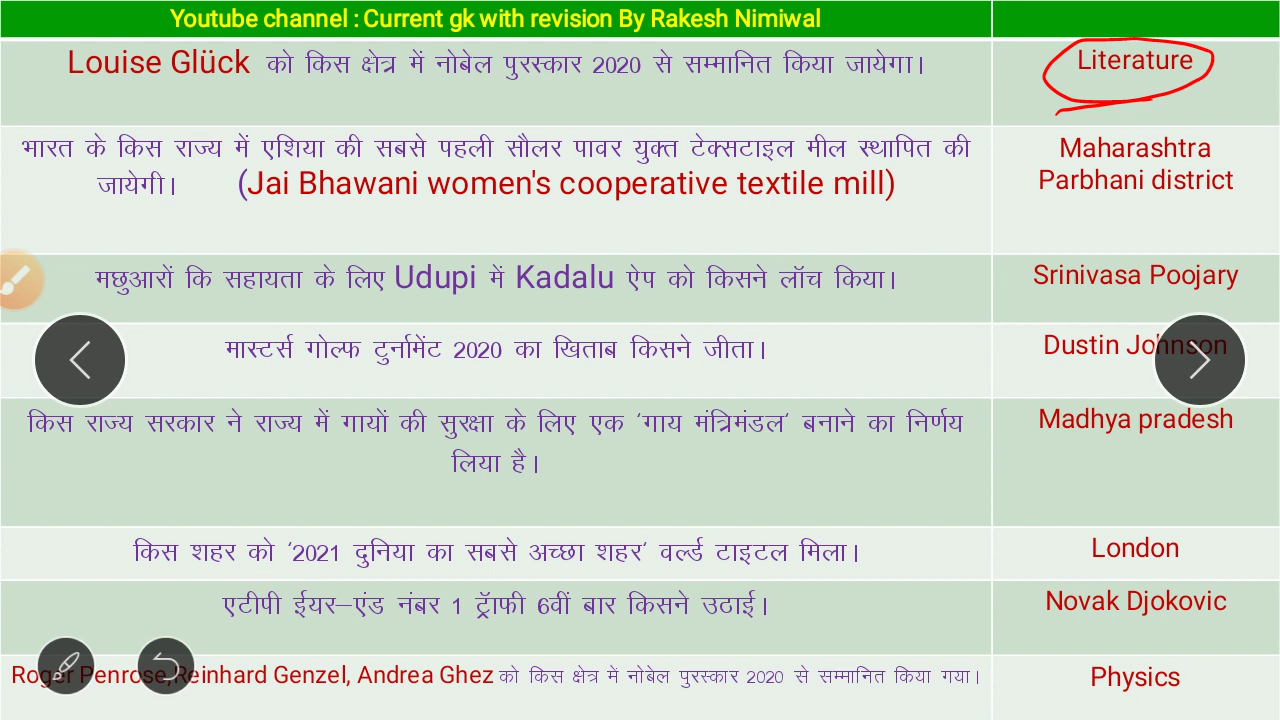 Youtube channel : Current gk with revision By Rakesh Nimiwal
Louise Glück को किस क्षेत्र में नोबेल पुरस्कार 2020 से सम्मानित किया जायेगा।
Literature
भारत के किस राज्य में एशिया की सबसे पहली सौलर पावर युक्त टेक्सटाइल मील स्थापित की
जायेगी। (Jai Bhawani women's cooperative textile mill)
Maharashtra
Parbhani district
मछुआरों कि सहायता के लिए Udupi में Kadalu ऐप को किसने लॉच किया।
Srinivasa Poojary
मास्टर्स गोल्फ टुर्नामेंट 2020 का खिताब किसने जीता।
Dustin Johnson
किस राज्य सरकार ने राज्य में गायों की सुरक्षा के लिए एक 'गाय मंत्रिमंडल' बनाने का निर्णय
लिया है।
Madhya pradesh
किस शहर को '2021 दुनिया का सबसे अच्छा शहर' वर्ल्ड टाइटल मिला।
London
एटीपी ईयर–एंड नंबर 1 ट्रॅाफी 6वीं बार किसने उठाई।
Novak Djokovic
Roger Penrose,Reinhard Genzel, Andrea Ghez को किस क्षेत्र में नोबेल पुरस्कार 2020 से सम्मानित किया गया।
Physics